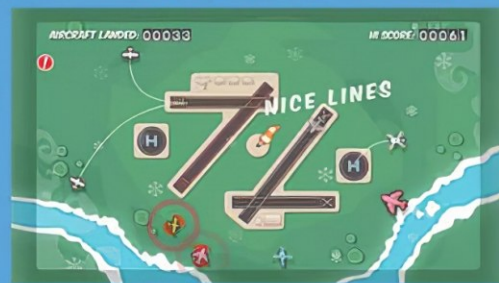 AIRCRAFT LANDED: 00033
HI SCORE: 00061
NICE LINES
H
H